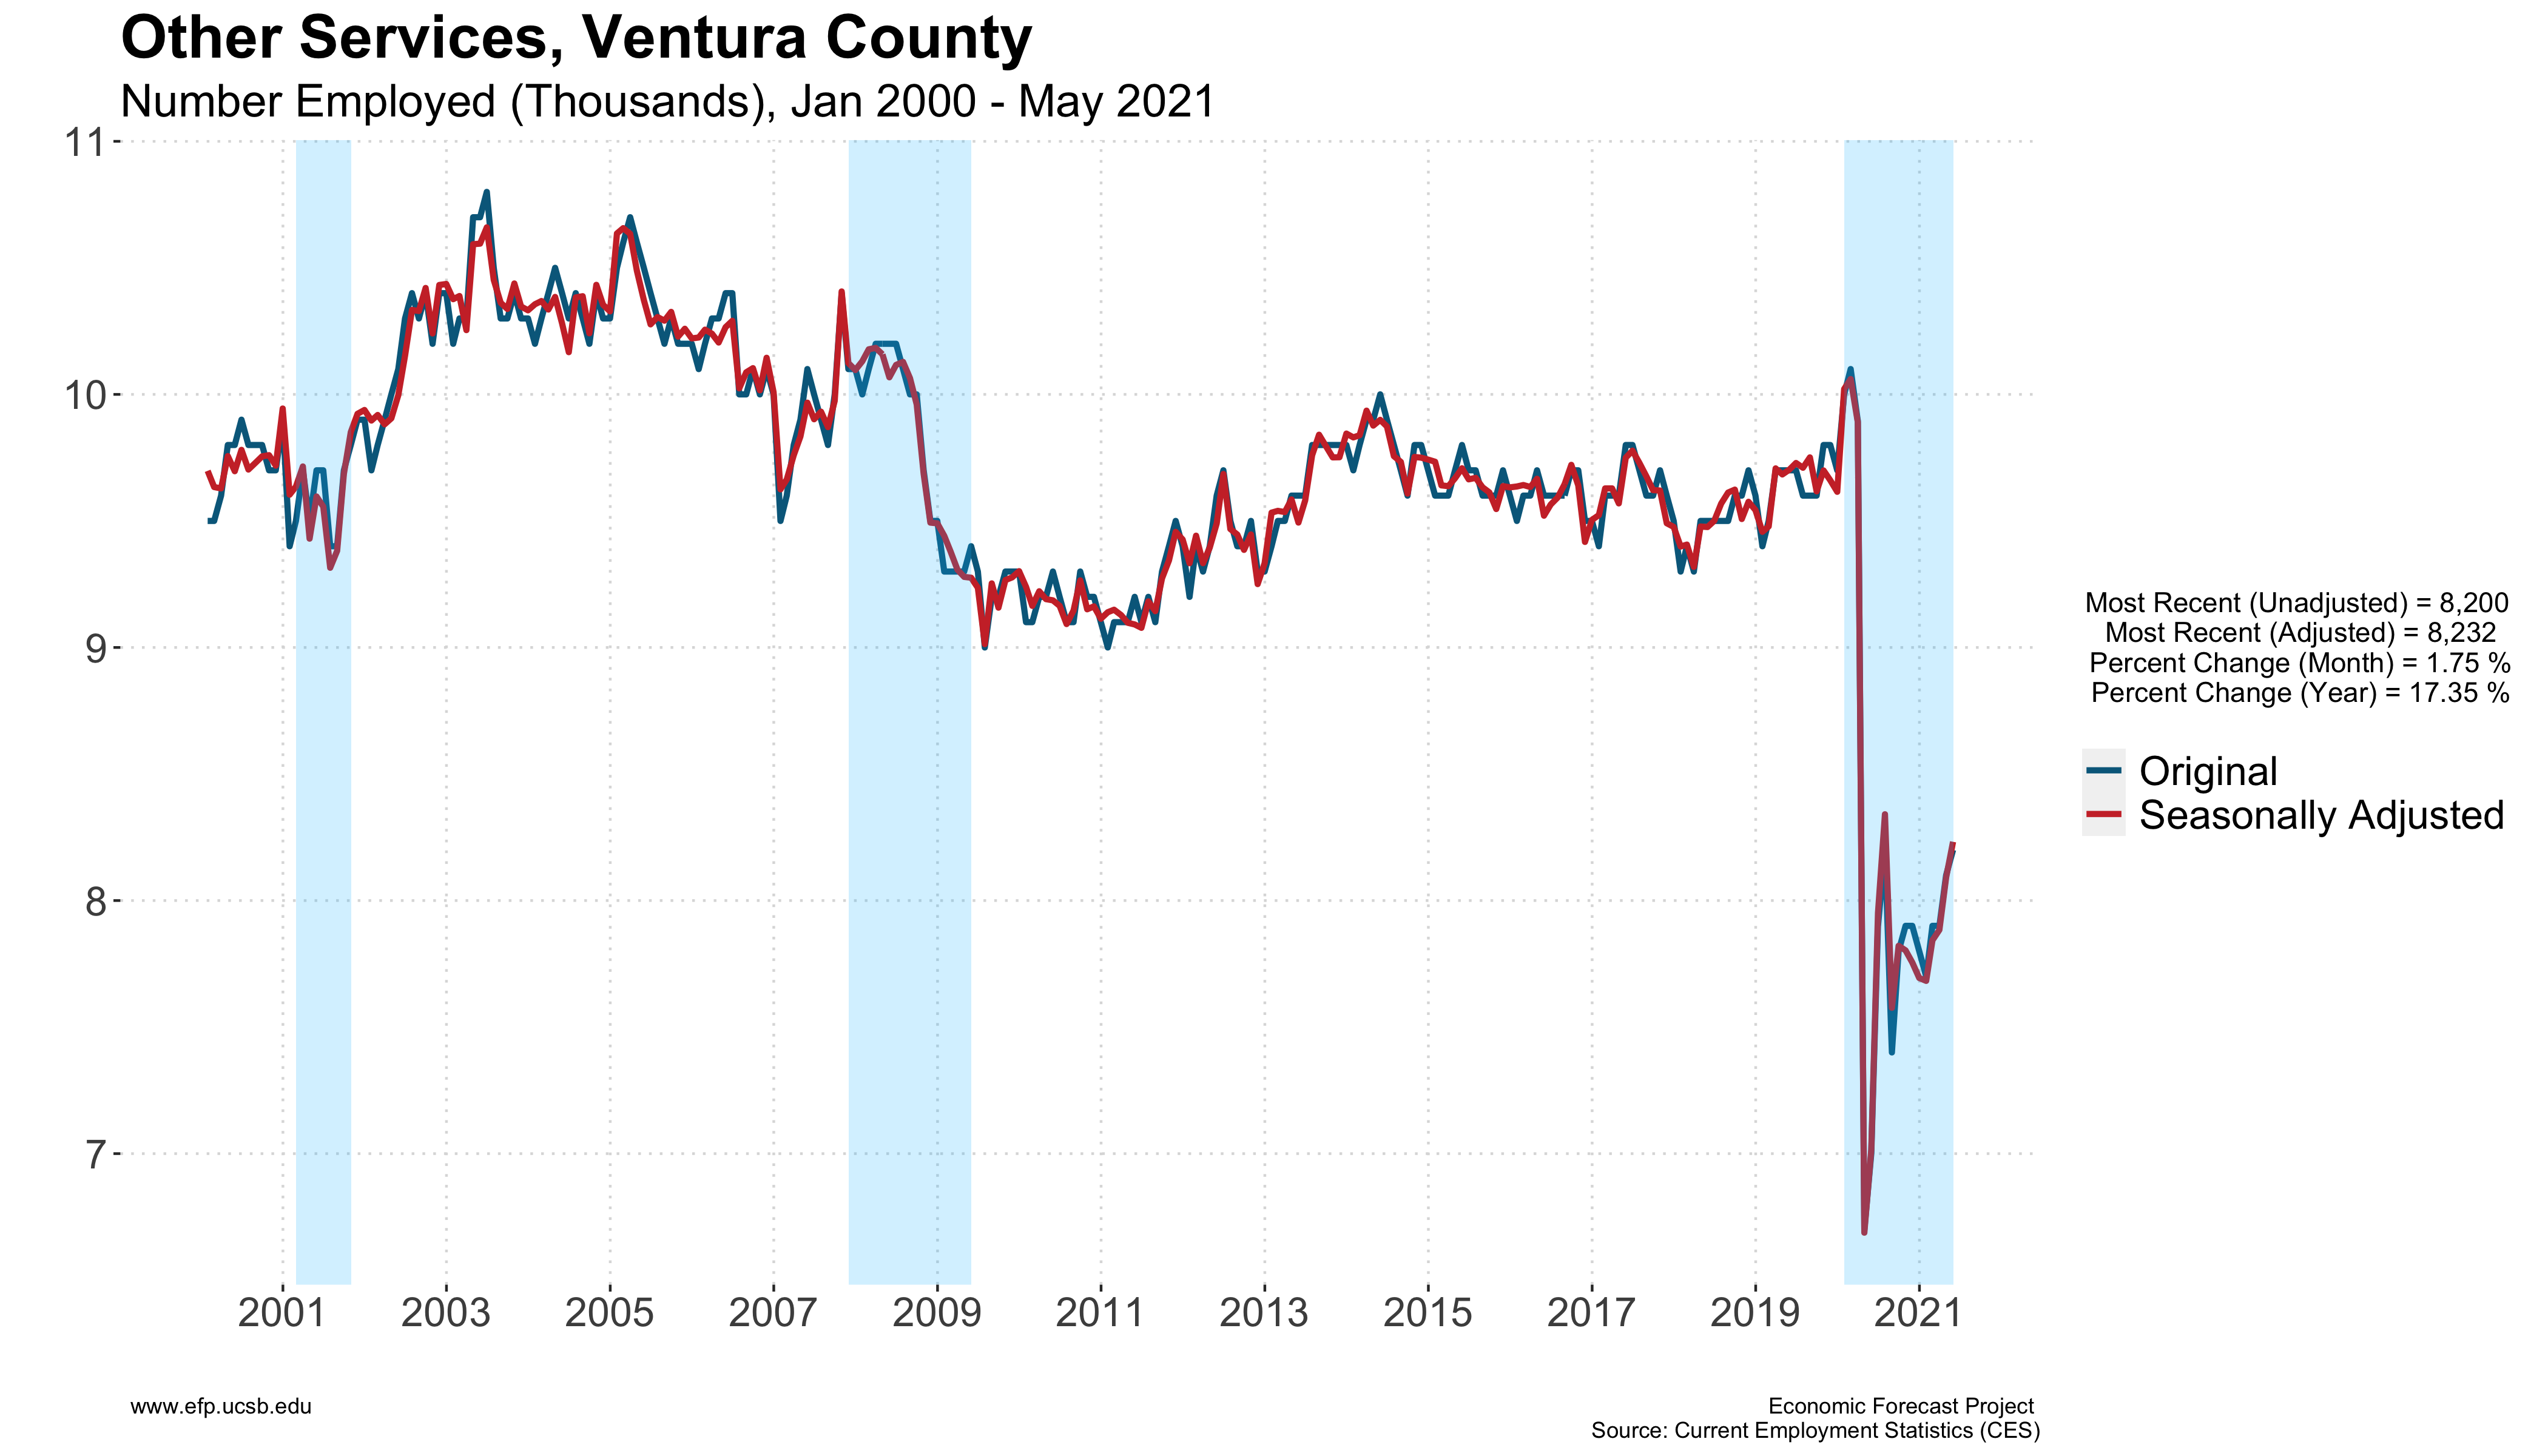 Other Services, Ventura County
Number Employed (Thousands), Jan 2000 - May 2021
11
10
9
8
7
2001
2003
2005
2007
2009
2011
2013
2015
2017
2019
2021
Most Recent (Unadjusted) = 8,200
Most Recent (Adjusted) = 8,232
Percent Change (Month) = 1.75 %
Percent Change (Year) = 17.35 %
Original
Seasonally Adjusted
www.efp.ucsb.edu
Economic Forecast Project
Source: Current Employment Statistics (CES)